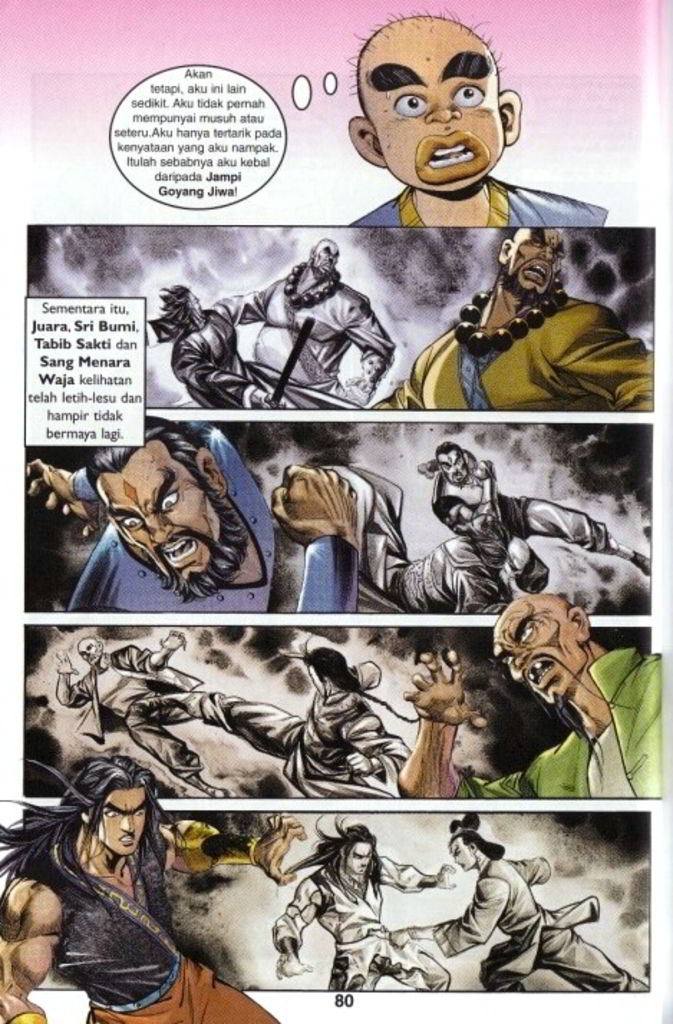 Akan
tetapi, aku ini lain
sedikit. Aku tidak pernah
mempunyai musuh atau
seteru.Aku hanya tertarik pada
kenyataan yang aku nampak.
Itulah sebabnya aku kebal
daripada Jampi
Goyang Jiwa!
Sementara itu,
Juara, Sri Bumi,
Tabib Sakti dan
Sang Menara
Waja kelihatan
telah letih-lesu dan
hampir tidak
bermaya lagi.
80